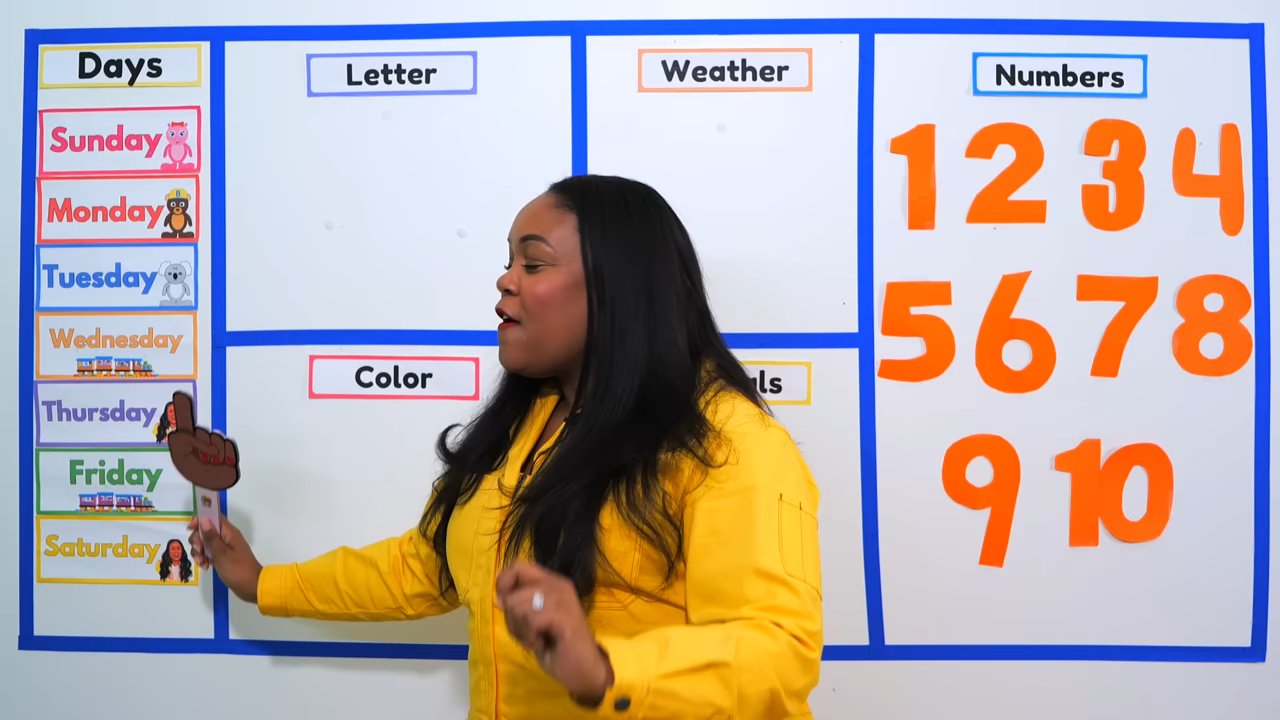 Days
Sunday
Monday
Tuesday
Wednesday
Thursday
Friday
Saturday
Letter
Weather
Color
Numbers
1 2 3 4
5 6 7 8
9 10